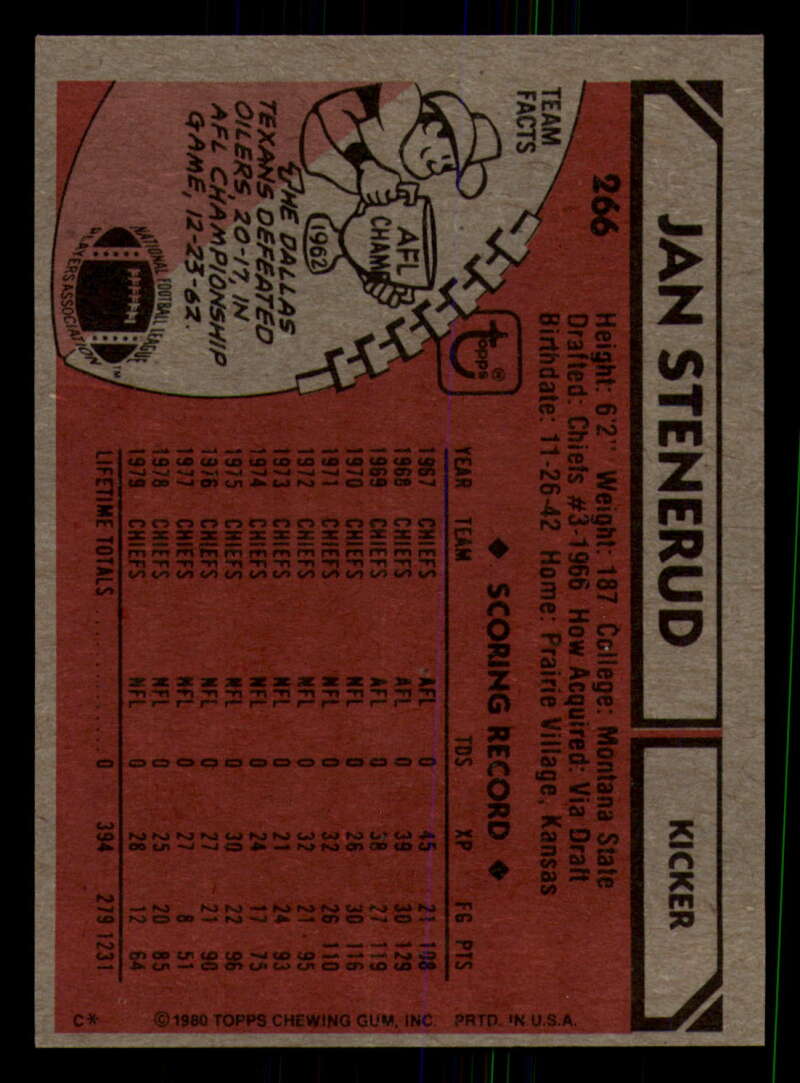 JAN STENERUD
KICKER
266
Height: 6'2" Weight: 187 College: Montana State
Drafted: Chiefs #3-1966 How Acquired: Via Draft
Birthdate: 11-26-42 Home: Prairie Village, Kansas
TEAM
FACTS
AFL
CHAMPS
1962
THE DALLAS
TEXANS DEFEATED
OILERS, 20-17, IN
AFL CHAMPIONSHIP
GAME, 12-23-62.
NATIONAL FOOTBALL LEAGUE
PLAYERS ASSOCIATION
TM
topps
®
◆ SCORING RECORD ◆
YEAR TEAM TDS XP FG PTS
1967 CHIEFS AFL 0 45 21 108
1968 CHIEFS AFL 0 39 30 129
1969 CHIEFS AFL 0 38 27 119
1970 CHIEFS NFL 0 26 30 116
1971 CHIEFS NFL 0 32 26 110
1972 CHIEFS NFL 0 32 21 95
1973 CHIEFS NFL 0 21 24 93
1974 CHIEFS NFL 0 24 17 75
1975 CHIEFS NFL 0 30 22 96
1976 CHIEFS NFL 0 27 21 90
1977 CHIEFS NFL 0 27 8 51
1978 CHIEFS NFL 0 25 20 85
1979 CHIEFS NFL 0 28 12 64
LIFETIME TOTALS .......... 0 394 279 1231
C* © 1980 TOPPS CHEWING GUM, INC. PRTD. IN U.S.A.